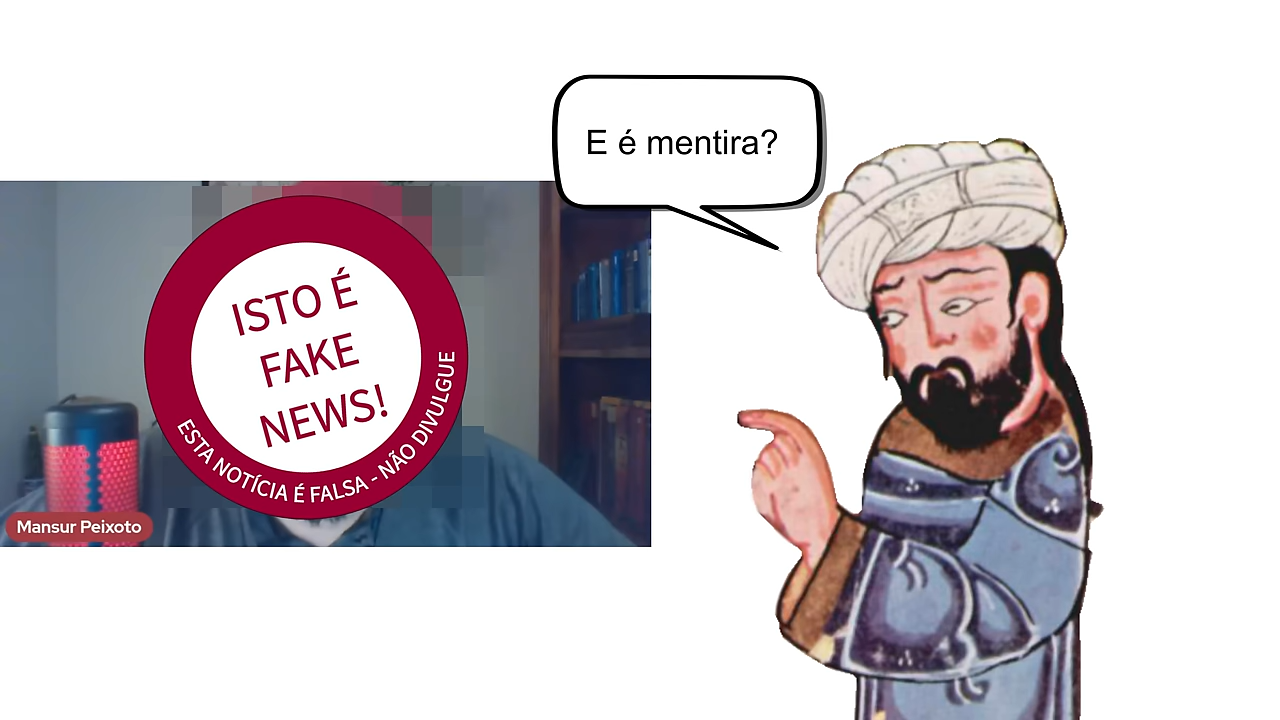 E é mentira?
ISTO É
FAKE
NEWS!
ESTA NOTÍCIA É FALSA - NÃO DIVULGUE
Mansur Peixoto